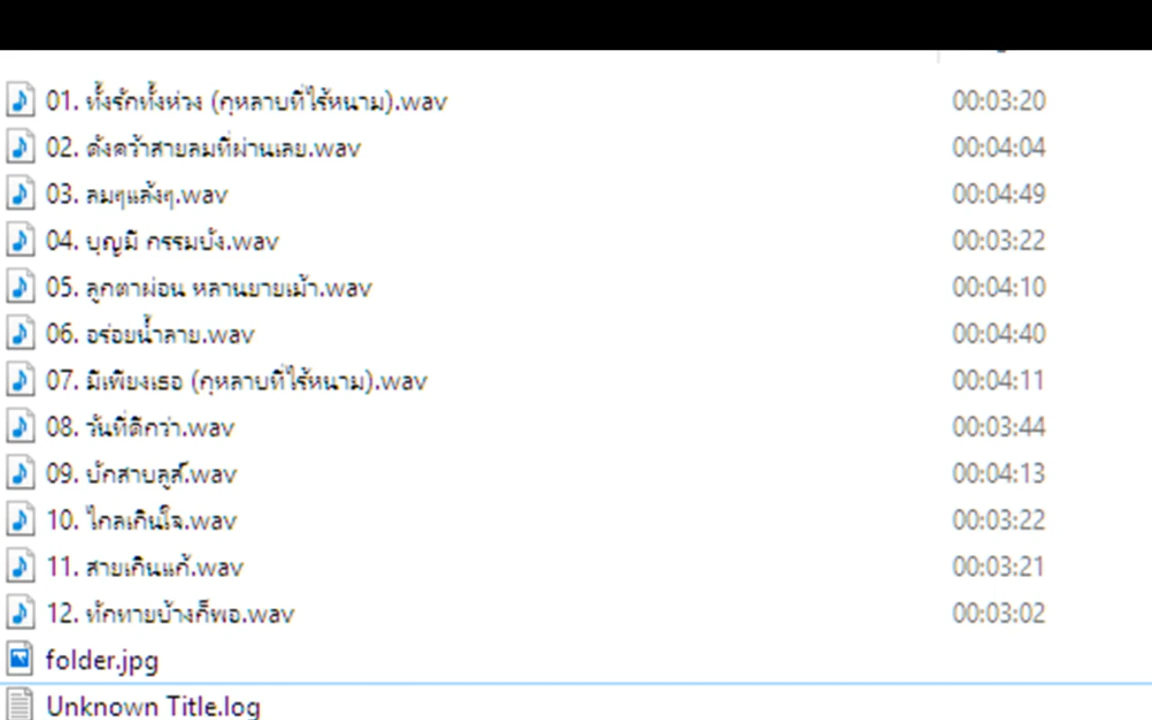 01. ทั้งรักทั้งห่วง (กุหลาบที่ไร้หนาม).wav 00:03:20
02. ดังคว้าสายลมที่ผ่านเลย.wav 00:04:04
03. ลมๆแล้งๆ.wav 00:04:49
04. บุญมี กรรมบัง.wav 00:03:22
05. ลูกตาผ่อน หลานยายเม้า.wav 00:04:10
06. อร่อยน้ำลาย.wav 00:04:40
07. มีเพียงเธอ (กุหลาบที่ไร้หนาม).wav 00:04:11
08. วันที่ดีกว่า.wav 00:03:44
09. บักสาบลูส์.wav 00:04:13
10. ไกลเกินใจ.wav 00:03:22
11. สายเกินแก้.wav 00:03:21
12. ทักทายบ้างก็พอ.wav 00:03:02
folder.jpg
Unknown Title.log